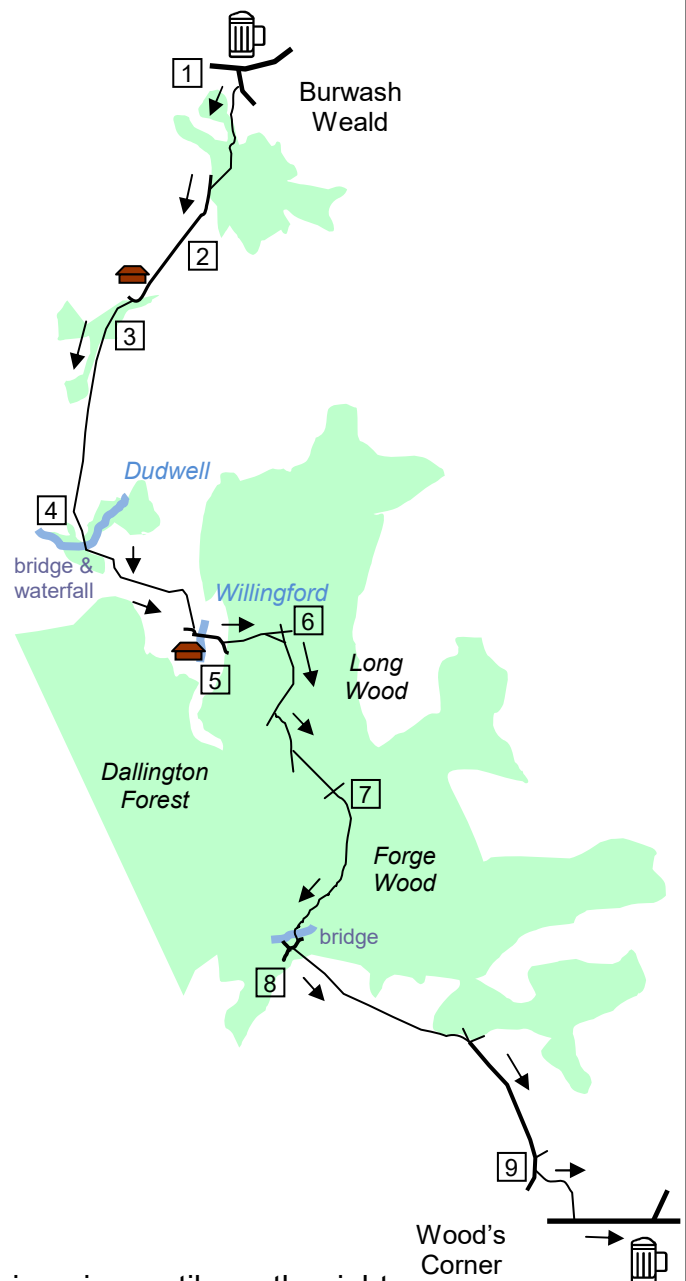 1
Burwash
Weald
2
3
Dudwell
4
bridge &
waterfall
Willingford
6
5
Long
Wood
Dallington
Forest
7
Forge
Wood
bridge
8
9
Wood's
Corner